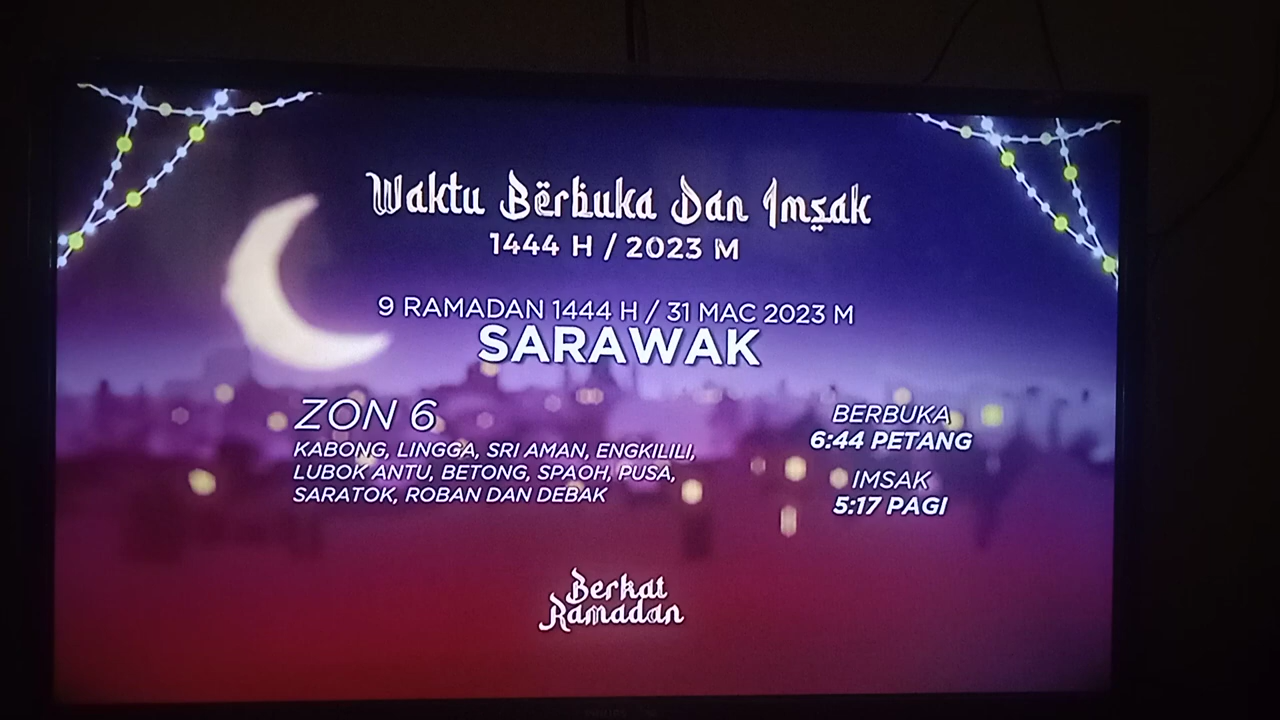 Waktu Berbuka Dan Imsak
1444 H / 2023 M
9 RAMADAN 1444 H / 31 MAC 2023 M
SARAWAK
ZON 6
KABONG, LINGGA, SRI AMAN, ENGKILILI,
LUBOK ANTU, BETONG, SPAOH, PUSA,
SARATOK, ROBAN DAN DEBAK
BERBUKA
6:44 PETANG
IMSAK
5:17 PAGI
Berkat
Ramadan